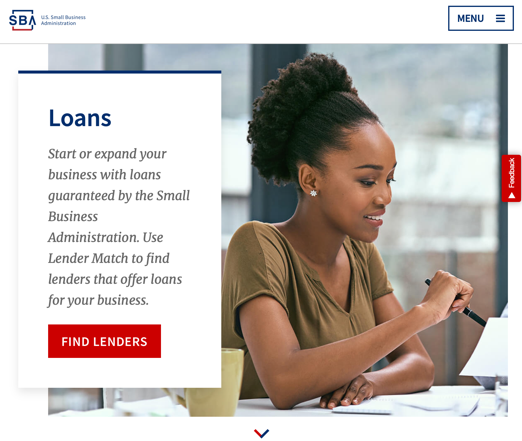 SBA
U.S. Small Business
Administration
MENU
Feedback
Loans
Start or expand your
business with loans
guaranteed by the Small
Business
Administration. Use
Lender Match to find
lenders that offer loans
for your business.
FIND LENDERS